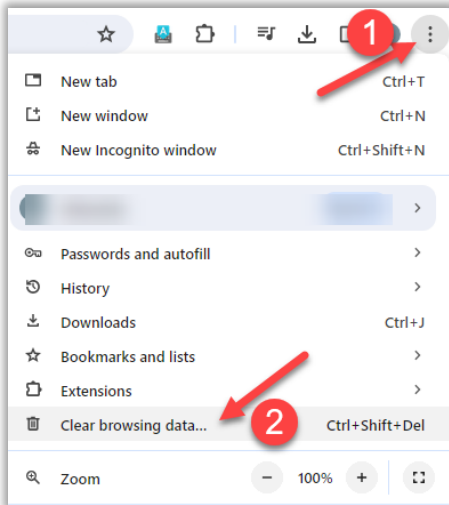 1
New tab Ctrl+T
New window Ctrl+N
New Incognito window Ctrl+Shift+N
Passwords and autofill
History
Downloads Ctrl+J
Bookmarks and lists
Extensions
Clear browsing data... 2 Ctrl+Shift+Del
Zoom − 100% +